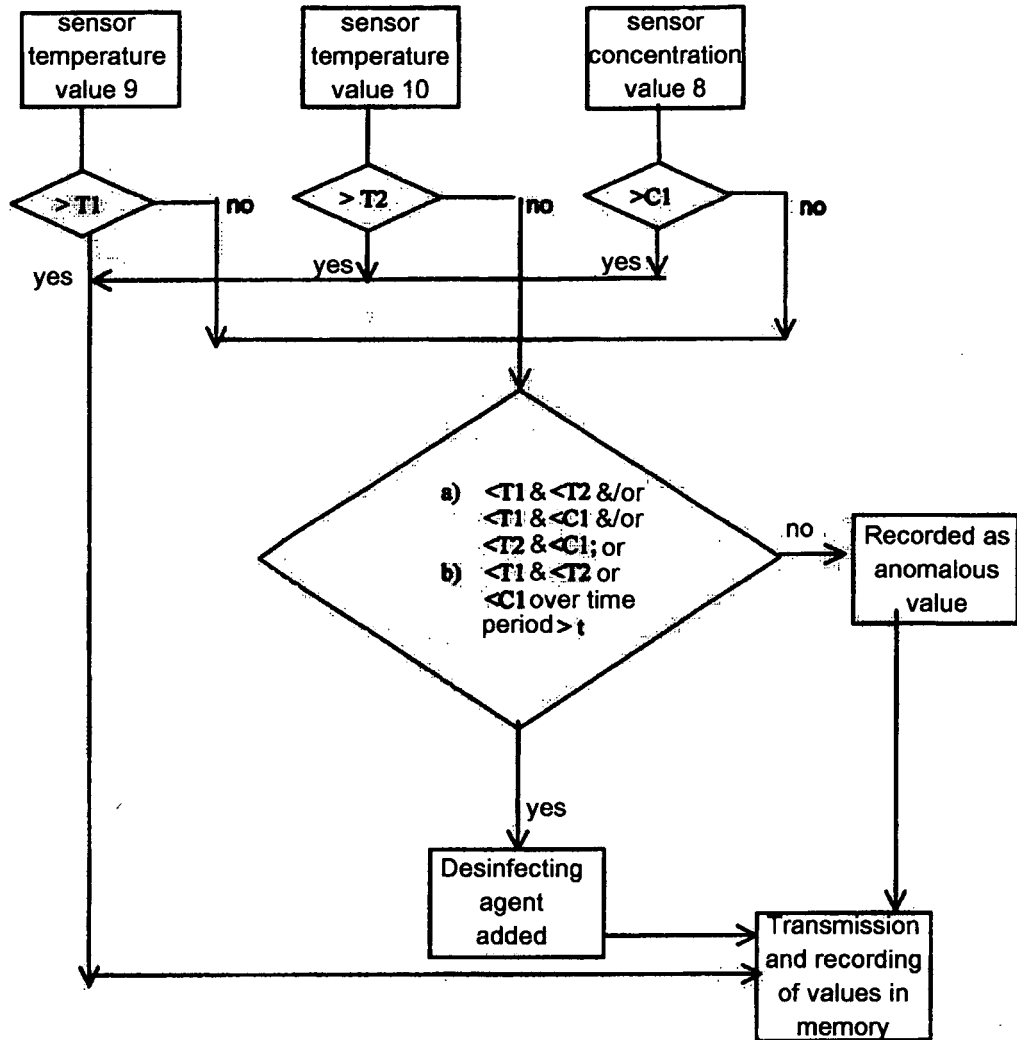 sensor
temperature
value 9
sensor
temperature
value 10
sensor
concentration
value 8
> T1
no
> T2
no
>C1
no
yes
yes
yes
a) <T1 & <T2 &/or
<T1 & <C1 &/or
<T2 & <C1; or
b) <T1 & <T2 or
<C1 over time
period > t
no
Recorded as
anomalous
value
yes
Desinfecting
agent
added
Transmission
and recording
of values in
memory